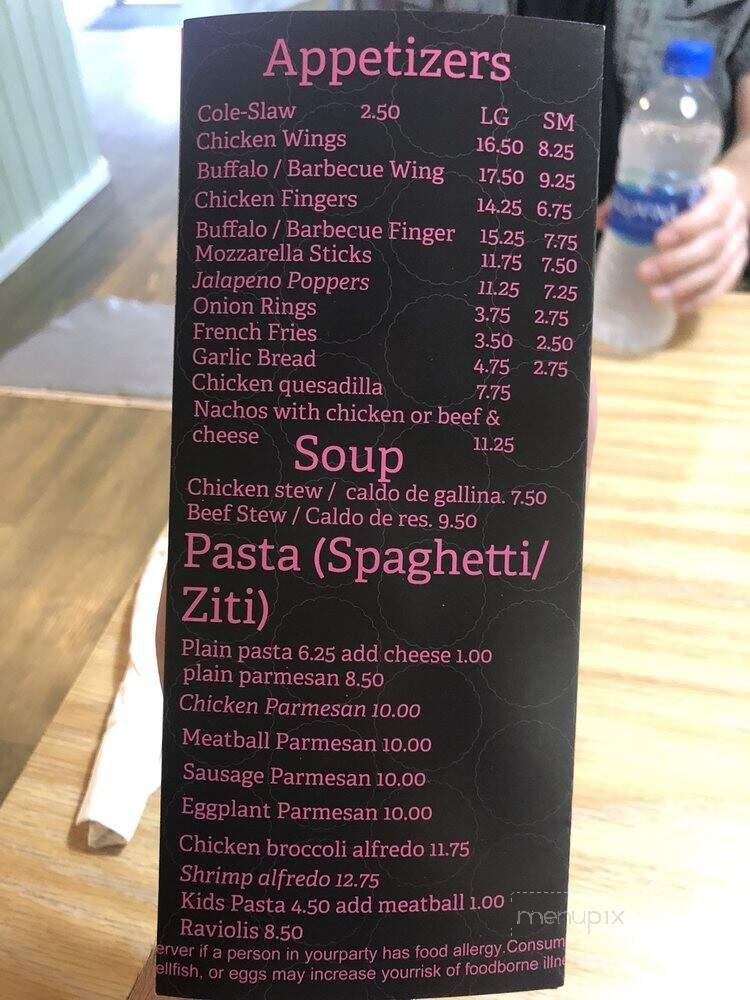 Appetizers
Cole-Slaw 2.50 LG SM
Chicken Wings 16.50 8.25
Buffalo / Barbecue Wing 17.50 9.25
Chicken Fingers 14.25 6.75
Buffalo / Barbecue Finger 15.25 7.75
Mozzarella Sticks 11.75 7.50
Jalapeno Poppers 11.25 7.25
Onion Rings 3.75 2.75
French Fries 3.50 2.50
Garlic Bread 4.75 2.75
Chicken quesadilla 7.75
Nachos with chicken or beef &
cheese 11.25
Soup
Chicken stew / caldo de gallina. 7.50
Beef Stew / Caldo de res. 9.50
Pasta (Spaghetti/
Ziti)
Plain pasta 6.25 add cheese 1.00
plain parmesan 8.50
Chicken Parmesan 10.00
Meatball Parmesan 10.00
Sausage Parmesan 10.00
Eggplant Parmesan 10.00
Chicken broccoli alfredo 11.75
Shrimp alfredo 12.75
Kids Pasta 4.50 add meatball 1.00
Raviolis 8.50
erver if a person in yourparty has food allergy. Consum
ellfish, or eggs may increase yourrisk of foodborne illne
menupix